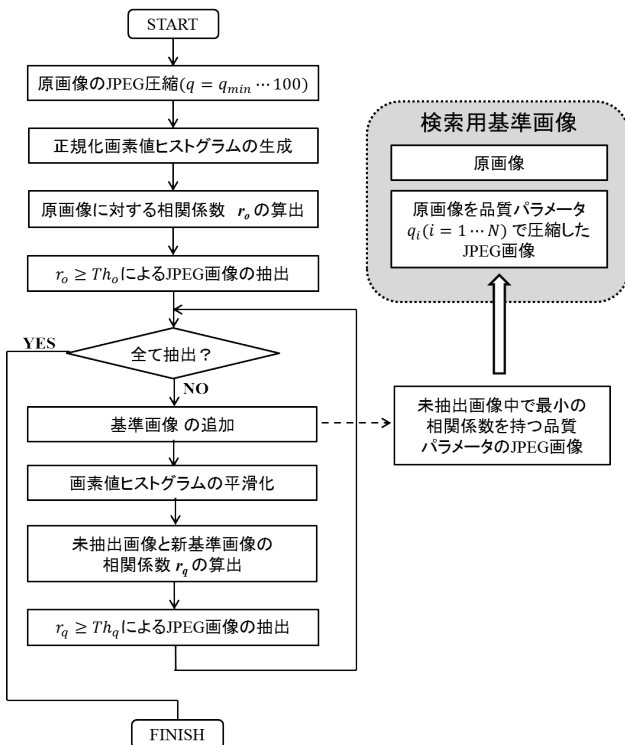 START
原画像のJPEG圧縮(q = q_min ⋯ 100)
正規化画素値ヒストグラムの生成
原画像に対する相関係数 r_o の算出
r_o ≥ Th_o によるJPEG画像の抽出
YES
全て抽出？
NO
基準画像 の追加
画素値ヒストグラムの平滑化
未抽出画像と新基準画像の
相関係数 r_q の算出
r_q ≥ Th_q によるJPEG画像の抽出
FINISH
検索用基準画像
原画像
原画像を品質パラメータ
q_i(i = 1 ⋯ N) で圧縮した
JPEG画像
未抽出画像中で最小の
相関係数を持つ品質
パラメータのJPEG画像